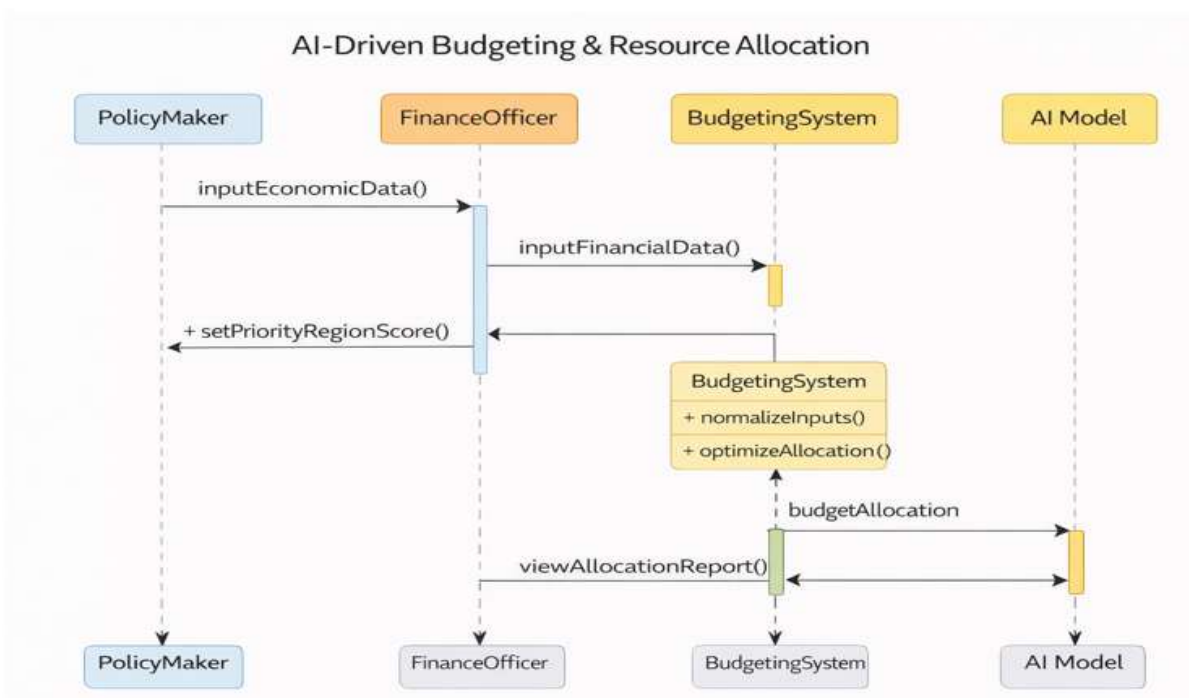 AI-Driven Budgeting & Resource Allocation
PolicyMaker
FinanceOfficer
BudgetingSystem
AI Model
inputEconomicData()
inputFinancialData()
+ setPriorityRegionScore()
BudgetingSystem
+ normalizeInputs()
+ optimizeAllocation()
budgetAllocation
viewAllocationReport()
PolicyMaker
FinanceOfficer
BudgetingSystem
AI Model